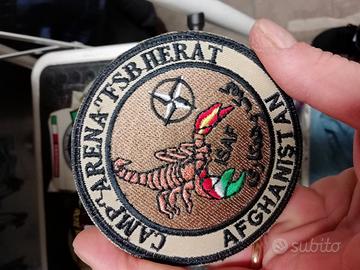 CAMP "ARENA" "FSB HERAT
AFGHANISTAN
ISAF
subito